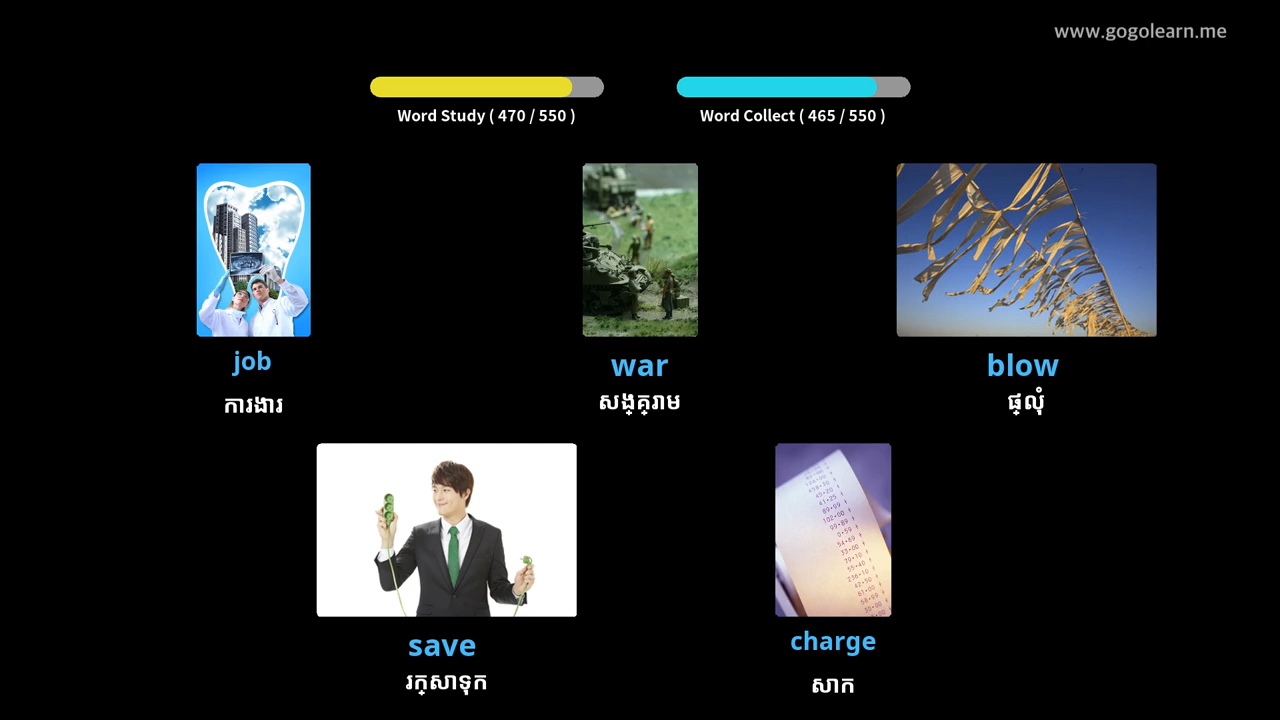 www.gogolearn.me
Word Study ( 470 / 550 )
Word Collect ( 465 / 550 )
job
war
blow
ការងារ
សង្គ្រាម
ផ្លុំ
save
charge
រក្សាទុក
សាក